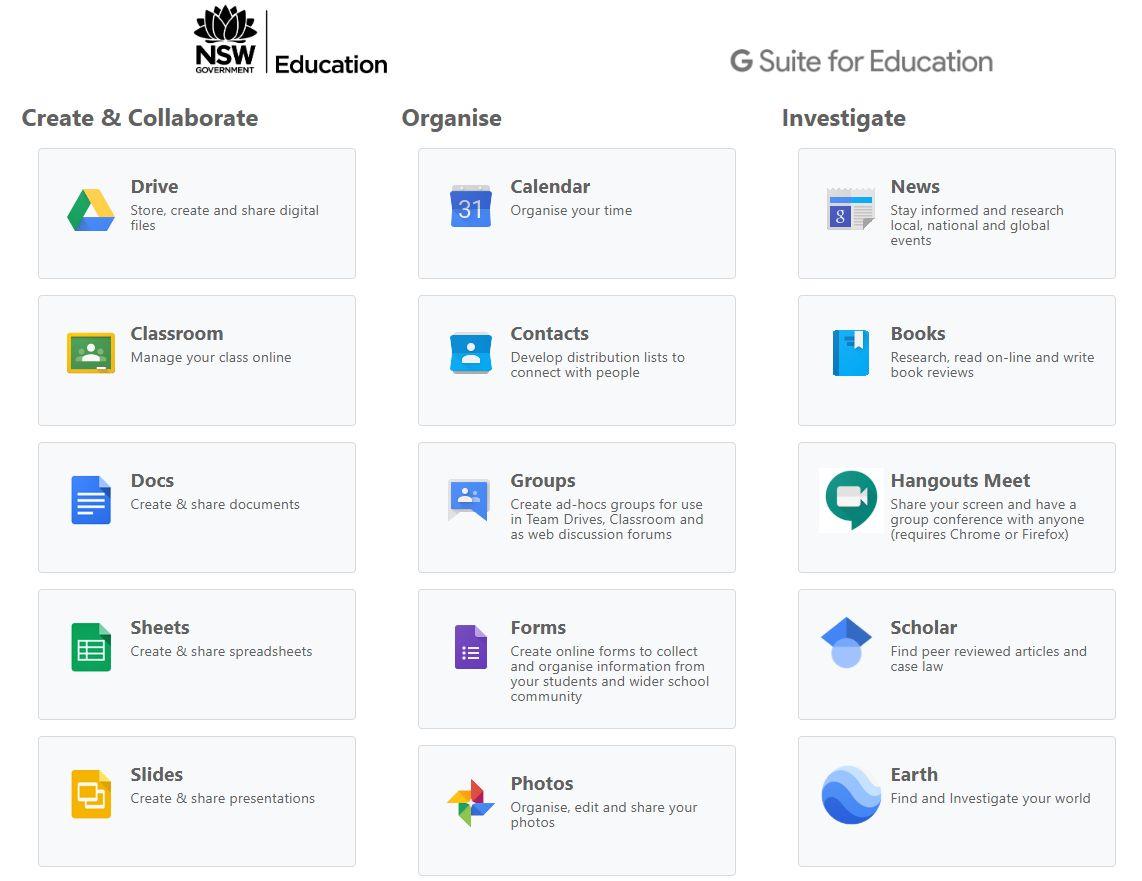 NSW
GOVERNMENT
Education
G Suite for Education
Create & Collaborate
Drive
Store, create and share digital
files
Classroom
Manage your class online
Docs
Create & share documents
Sheets
Create & share spreadsheets
Slides
Create & share presentations
Organise
31
Calendar
Organise your time
Contacts
Develop distribution lists to
connect with people
Groups
Create ad-hocs groups for use
in Team Drives, Classroom and
as web discussion forums
Forms
Create online forms to collect
and organise information from
your students and wider school
community
Photos
Organise, edit and share your
photos
Investigate
g
News
Stay informed and research
local, national and global
events
Books
Research, read on-line and write
book reviews
Hangouts Meet
Share your screen and have a
group conference with anyone
(requires Chrome or Firefox)
Scholar
Find peer reviewed articles and
case law
Earth
Find and Investigate your world